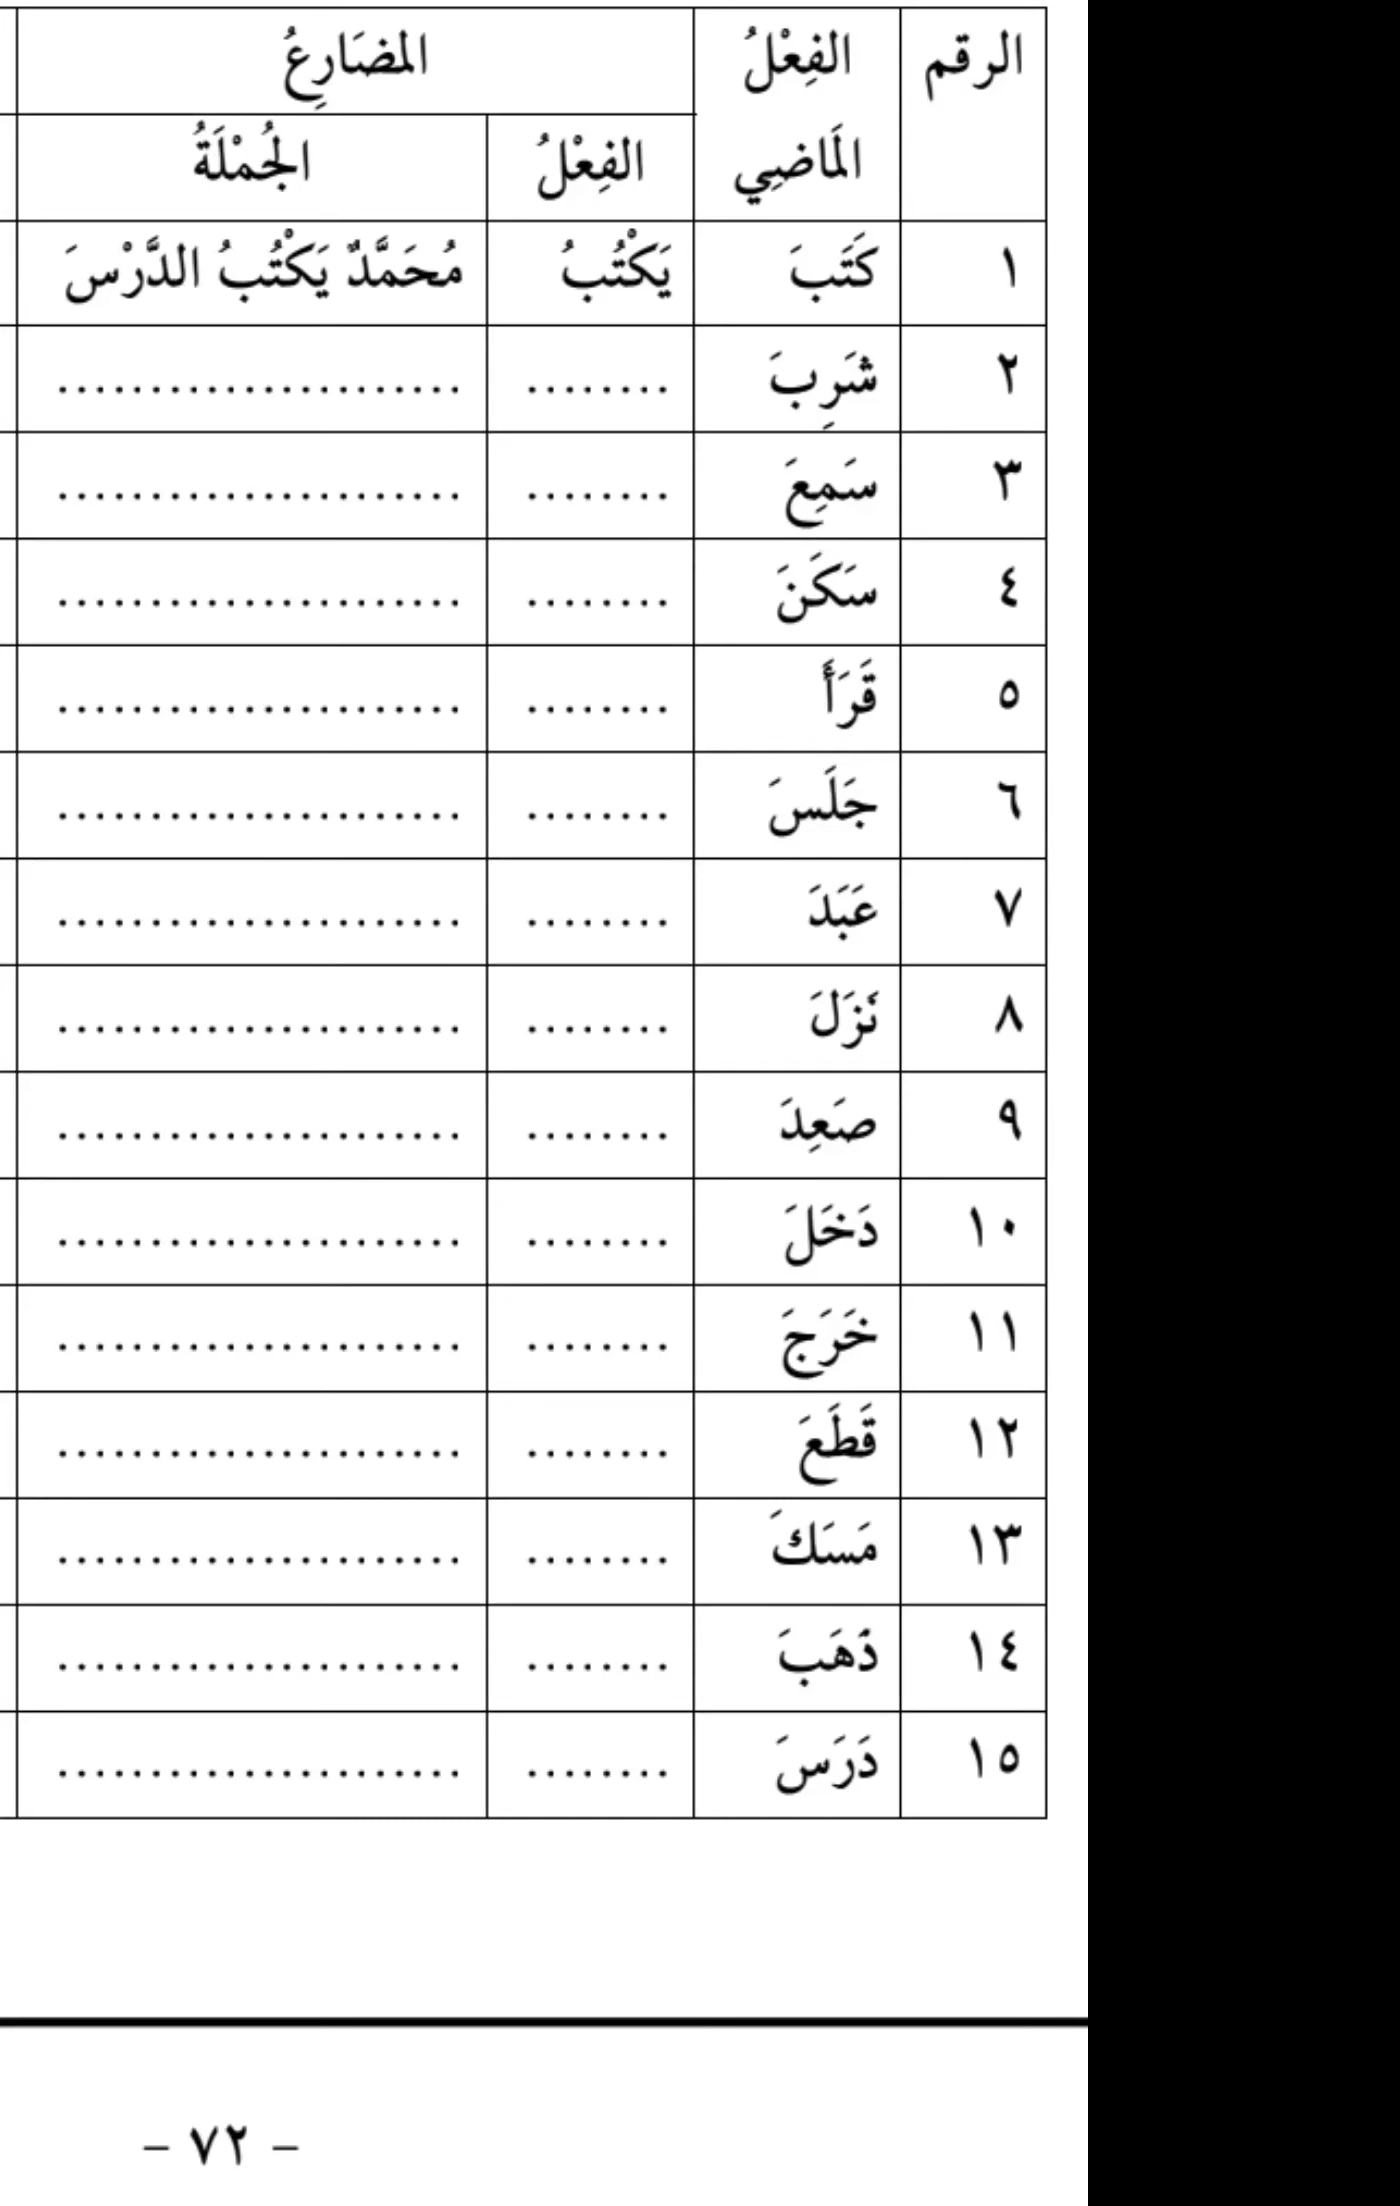 الرقم الفِعْلُ المضَارِعُ
المَاضِي الفِعْلُ الجُمْلَةُ
١ كَتَبَ يَكْتُبُ مُحَمَّدٌ يَكْتُبُ الدَّرْسَ
٢ شَرِبَ ........ ......................
٣ سَمِعَ ........ ......................
٤ سَكَنَ ........ ......................
٥ قَرَأَ ........ ......................
٦ جَلَسَ ........ ......................
٧ عَبَدَ ........ ......................
٨ نَزَلَ ........ ......................
٩ صَعِدَ ........ ......................
١٠ دَخَلَ ........ ......................
١١ خَرَجَ ........ ......................
١٢ قَطَعَ ........ ......................
١٣ مَسَكَ ........ ......................
١٤ ذَهَبَ ........ ......................
١٥ دَرَسَ ........ ......................
- ٧٢ -